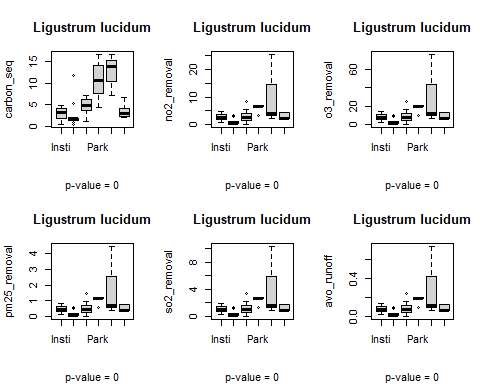 Ligustrum lucidum Ligustrum lucidum Ligustrum lucidum
carbon_seq
0 5 10 15
Insti Park
p-value = 0
no2_removal
0 10 20
Insti Park
p-value = 0
o3_removal
0 20 60
Insti Park
p-value = 0
Ligustrum lucidum Ligustrum lucidum Ligustrum lucidum
pm25_removal
0 1 2 3 4
Insti Park
p-value = 0
so2_removal
0 4 8
Insti Park
p-value = 0
avo_runoff
0.0 0.4
Insti Park
p-value = 0